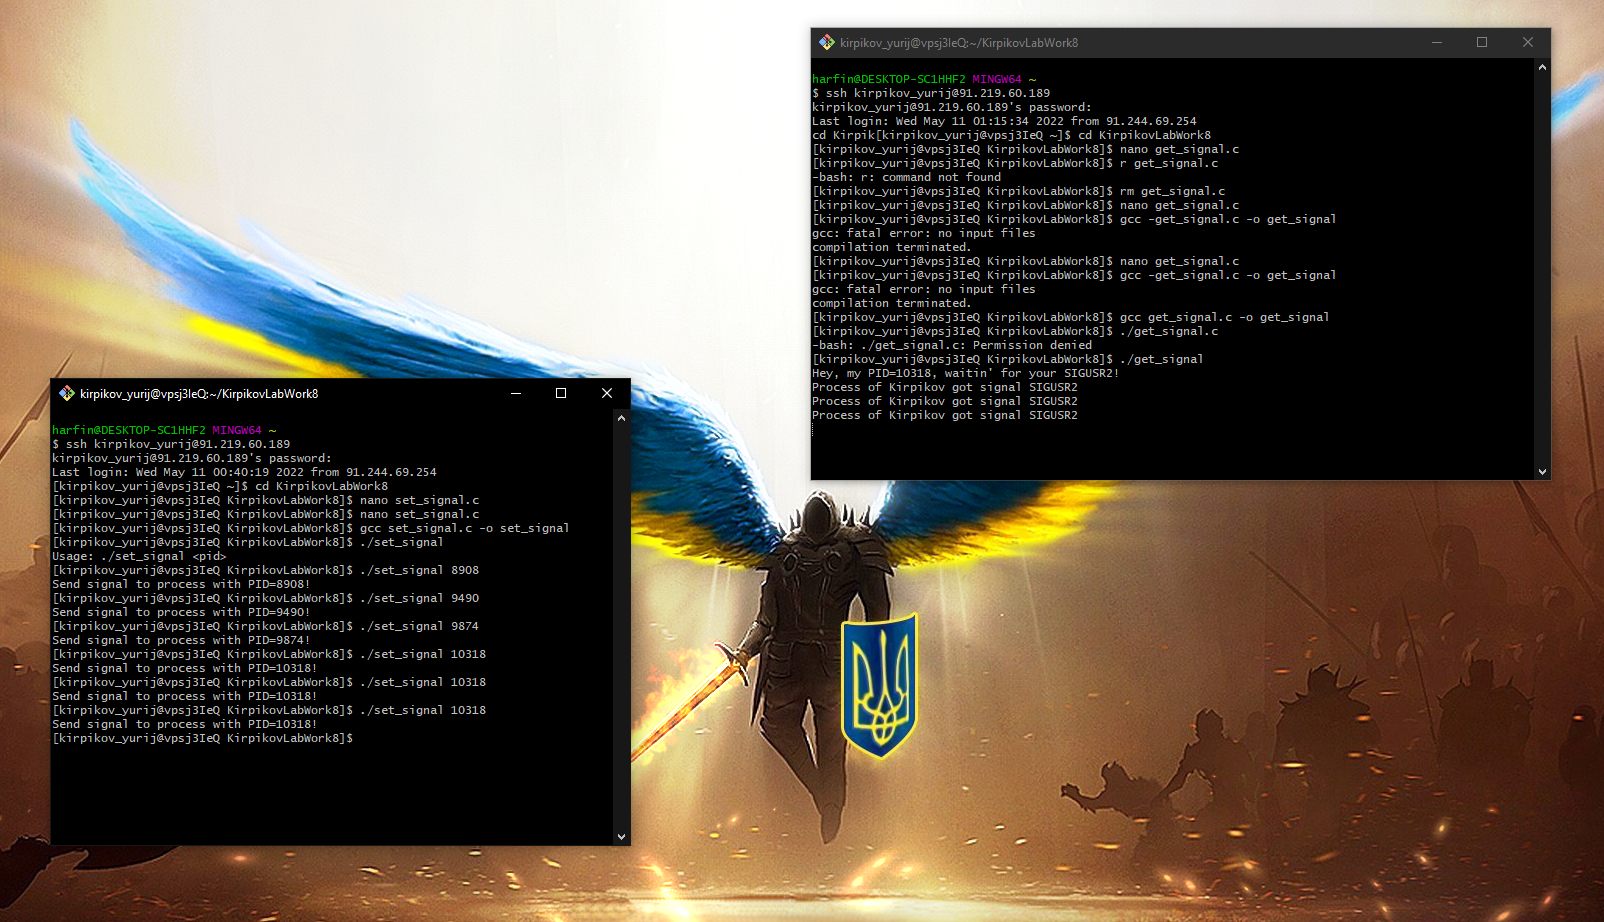 kirpikov_yurij@vpsj3IeQ:~/KirpikovLabWork8
harfin@DESKTOP-SC1HHF2 MINGW64 ~
$ ssh kirpikov_yurij@91.219.60.189
kirpikov_yurij@91.219.60.189's password:
Last login: Wed May 11 01:15:34 2022 from 91.244.69.254
cd Kirpik[kirpikov_yurij@vpsj3IeQ ~]$ cd KirpikovLabWork8
[kirpikov_yurij@vpsj3IeQ KirpikovLabWork8]$ nano get_signal.c
[kirpikov_yurij@vpsj3IeQ KirpikovLabWork8]$ r get_signal.c
-bash: r: command not found
[kirpikov_yurij@vpsj3IeQ KirpikovLabWork8]$ rm get_signal.c
[kirpikov_yurij@vpsj3IeQ KirpikovLabWork8]$ nano get_signal.c
[kirpikov_yurij@vpsj3IeQ KirpikovLabWork8]$ gcc -get_signal.c -o get_signal
gcc: fatal error: no input files
compilation terminated.
[kirpikov_yurij@vpsj3IeQ KirpikovLabWork8]$ nano get_signal.c
[kirpikov_yurij@vpsj3IeQ KirpikovLabWork8]$ gcc -get_signal.c -o get_signal
gcc: fatal error: no input files
compilation terminated.
[kirpikov_yurij@vpsj3IeQ KirpikovLabWork8]$ gcc get_signal.c -o get_signal
[kirpikov_yurij@vpsj3IeQ KirpikovLabWork8]$ ./get_signal.c
-bash: ./get_signal.c: Permission denied
[kirpikov_yurij@vpsj3IeQ KirpikovLabWork8]$ ./get_signal
Hey, my PID=10318, waitin' for your SIGUSR2!
Process of Kirpikov got signal SIGUSR2
Process of Kirpikov got signal SIGUSR2
Process of Kirpikov got signal SIGUSR2
kirpikov_yurij@vpsj3IeQ:~/KirpikovLabWork8
harfin@DESKTOP-SC1HHF2 MINGW64 ~
$ ssh kirpikov_yurij@91.219.60.189
kirpikov_yurij@91.219.60.189's password:
Last login: Wed May 11 00:40:19 2022 from 91.244.69.254
[kirpikov_yurij@vpsj3IeQ ~]$ cd KirpikovLabWork8
[kirpikov_yurij@vpsj3IeQ KirpikovLabWork8]$ nano set_signal.c
[kirpikov_yurij@vpsj3IeQ KirpikovLabWork8]$ nano set_signal.c
[kirpikov_yurij@vpsj3IeQ KirpikovLabWork8]$ gcc set_signal.c -o set_signal
[kirpikov_yurij@vpsj3IeQ KirpikovLabWork8]$ ./set_signal
Usage: ./set_signal <pid>
[kirpikov_yurij@vpsj3IeQ KirpikovLabWork8]$ ./set_signal 8908
Send signal to process with PID=8908!
[kirpikov_yurij@vpsj3IeQ KirpikovLabWork8]$ ./set_signal 9490
Send signal to process with PID=9490!
[kirpikov_yurij@vpsj3IeQ KirpikovLabWork8]$ ./set_signal 9874
Send signal to process with PID=9874!
[kirpikov_yurij@vpsj3IeQ KirpikovLabWork8]$ ./set_signal 10318
Send signal to process with PID=10318!
[kirpikov_yurij@vpsj3IeQ KirpikovLabWork8]$ ./set_signal 10318
Send signal to process with PID=10318!
[kirpikov_yurij@vpsj3IeQ KirpikovLabWork8]$ ./set_signal 10318
Send signal to process with PID=10318!
[kirpikov_yurij@vpsj3IeQ KirpikovLabWork8]$